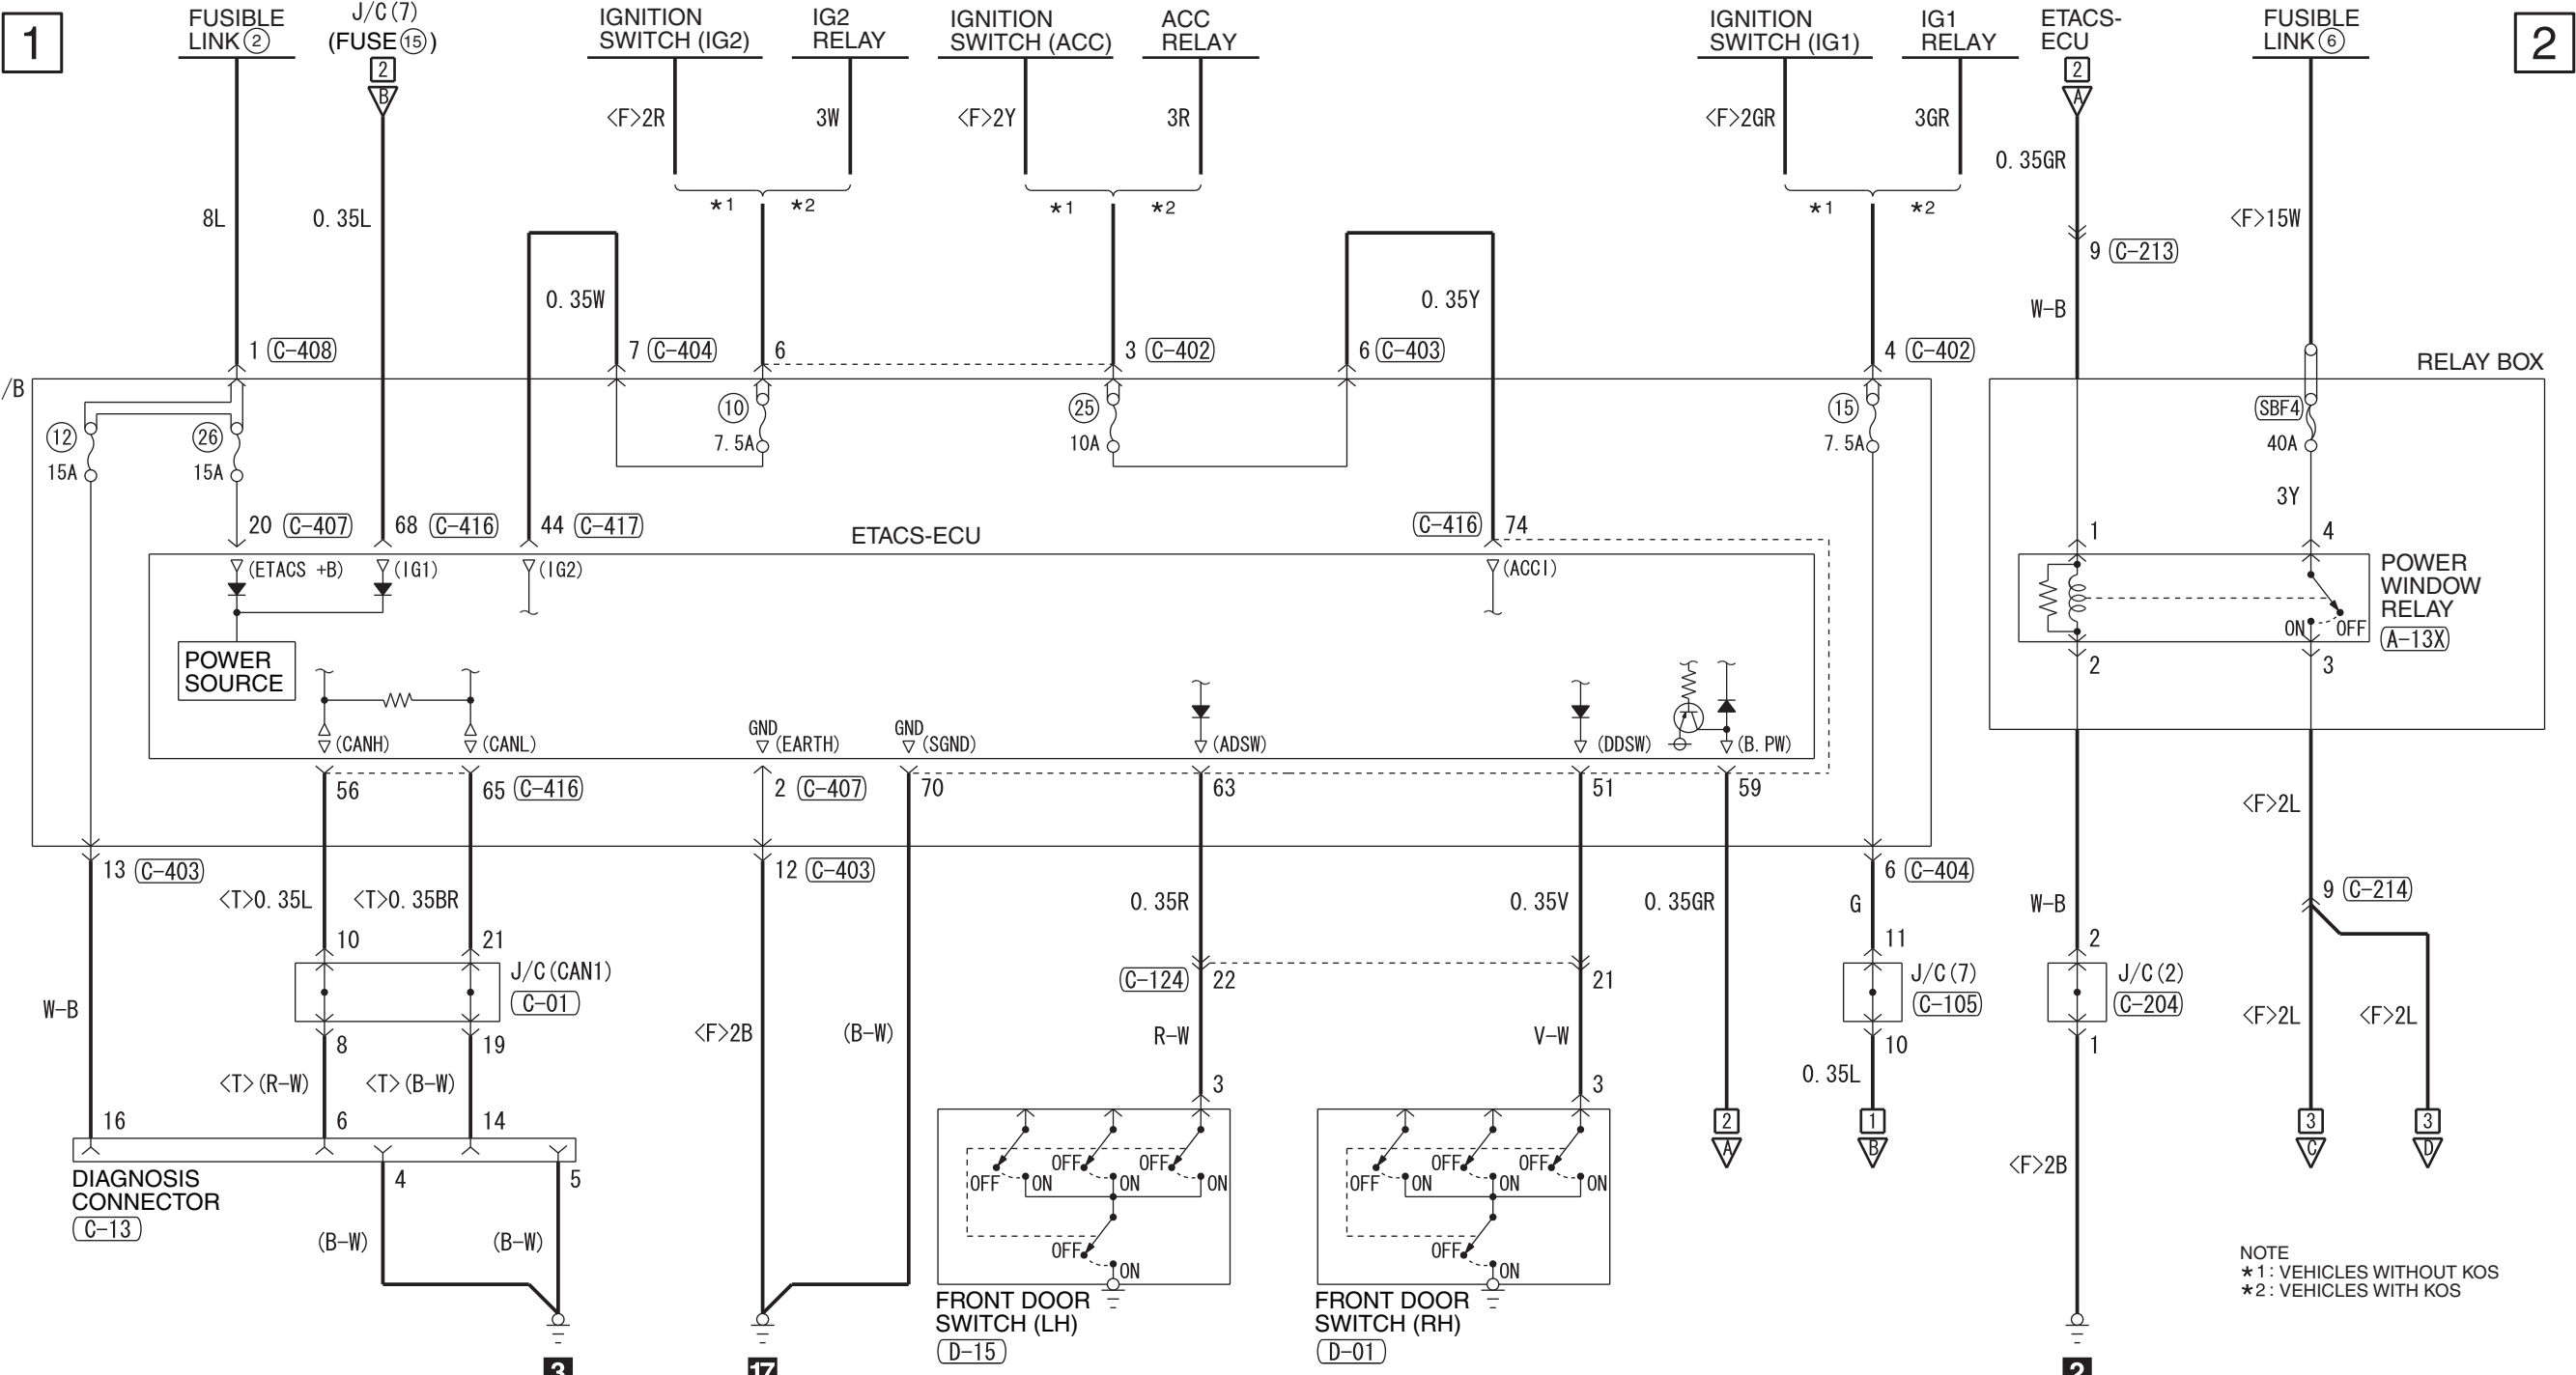 1
FUSIBLE
LINK ②
J/C (7)
(FUSE ⑮)
IGNITION
SWITCH (IG2)
IG2
RELAY
IGNITION
SWITCH (ACC)
ACC
RELAY
IGNITION
SWITCH (IG1)
IG1
RELAY
ETACS-
ECU
FUSIBLE
LINK ⑥
2
2
B
2
A
<F>2R
3W
<F>2Y
3R
<F>2GR
3GR
0.35GR
*1
*2
*1
*2
*1
*2
8L
0.35L
<F>15W
9 C-213
0.35W
0.35Y
W-B
1 C-408
7 C-404
6
3 C-402
6 C-403
4 C-402
RELAY BOX
/B
⑫
15A
㉖
15A
⑩
7.5A
㉕
10A
⑮
7.5A
SBF4
40A
3Y
20 C-407
68 C-416
44 C-417
ETACS-ECU
C-416 74
1
4
(ETACS +B)
(IG1)
(IG2)
(ACCI)
POWER
WINDOW
RELAY
A-13X
ON
OFF
POWER
SOURCE
2
3
(CANH)
(CANL)
GND
(EARTH)
GND
(SGND)
(ADSW)
(DDSW)
(B.PW)
56
65 C-416
2 C-407
70
63
51
59
<F>2L
13 C-403
12 C-403
6 C-404
9 C-214
<T>0.35L
<T>0.35BR
0.35R
0.35V
0.35GR
G
W-B
10
21
11
2
J/C (CAN1)
C-01
C-124 22
21
J/C (7)
C-105
J/C (2)
C-204
W-B
<F>2B
(B-W)
R-W
V-W
<F>2L
<F>2L
8
19
10
1
<T>(R-W)
<T>(B-W)
3
3
0.35L
16
6
14
2
A
1
B
3
C
3
D
DIAGNOSIS
CONNECTOR
C-13
4
5
OFF
ON
OFF
ON
OFF
ON
OFF
ON
OFF
ON
OFF
ON
OFF
ON
OFF
ON
<F>2B
(B-W)
(B-W)
NOTE
*1 : VEHICLES WITHOUT KOS
*2 : VEHICLES WITH KOS
FRONT DOOR
SWITCH (LH)
D-15
FRONT DOOR
SWITCH (RH)
D-01
3
17
2